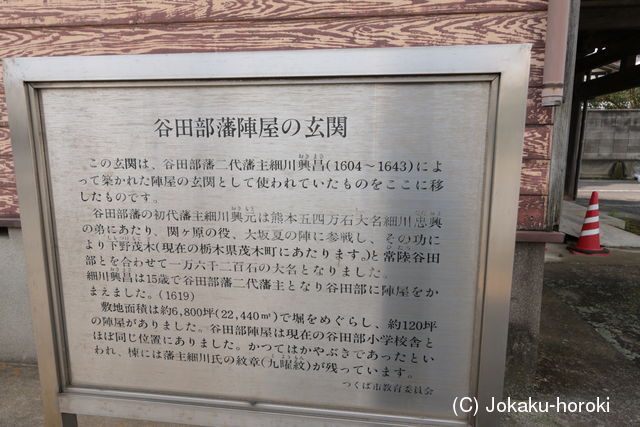 谷田部藩陣屋の玄関
この玄関は、谷田部藩二代藩主細川興昌(1604～1643)によ
って築かれた陣屋の玄関として使われていたものをここに移
したものです。
谷田部藩の初代藩主細川興元は熊本五四万石大名細川忠興
の弟にあたり、関ヶ原の役、大坂夏の陣に参戦し、その功に
より下野茂木(現在の栃木県茂木町にあたります。)と常陸谷田
部とを合わせて一万六千二百石の大名となりました。
細川興昌は15歳で谷田部藩二代藩主となり谷田部に陣屋をか
まえました。(1619)
敷地面積は約6,800坪(22,440㎡)で堀をめぐらし、約120坪
の陣屋がありました。谷田部陣屋は現在の谷田部小学校舎と
ほぼ同じ位置にありました。かつてはかやぶきであったとい
われ、棟には藩主細川氏の紋章(九曜紋)が残っています。
つくば市教育委員会
(C) Jokaku-horoki